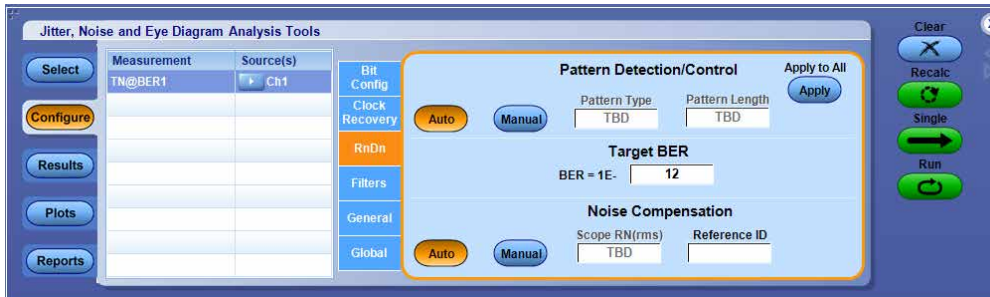 Jitter, Noise and Eye Diagram Analysis Tools
Select
Configure
Results
Plots
Reports
Measurement Source(s)
TN@BER1 Ch1
Bit Config
Clock Recovery
RnDn
Filters
General
Global
Pattern Detection/Control
Apply to All
Apply
Auto Manual
Pattern Type Pattern Length
TBD TBD
Target BER
BER = 1E- 12
Noise Compensation
Auto Manual
Scope RN(rms) Reference ID
TBD
Clear
Recalc
Single
Run